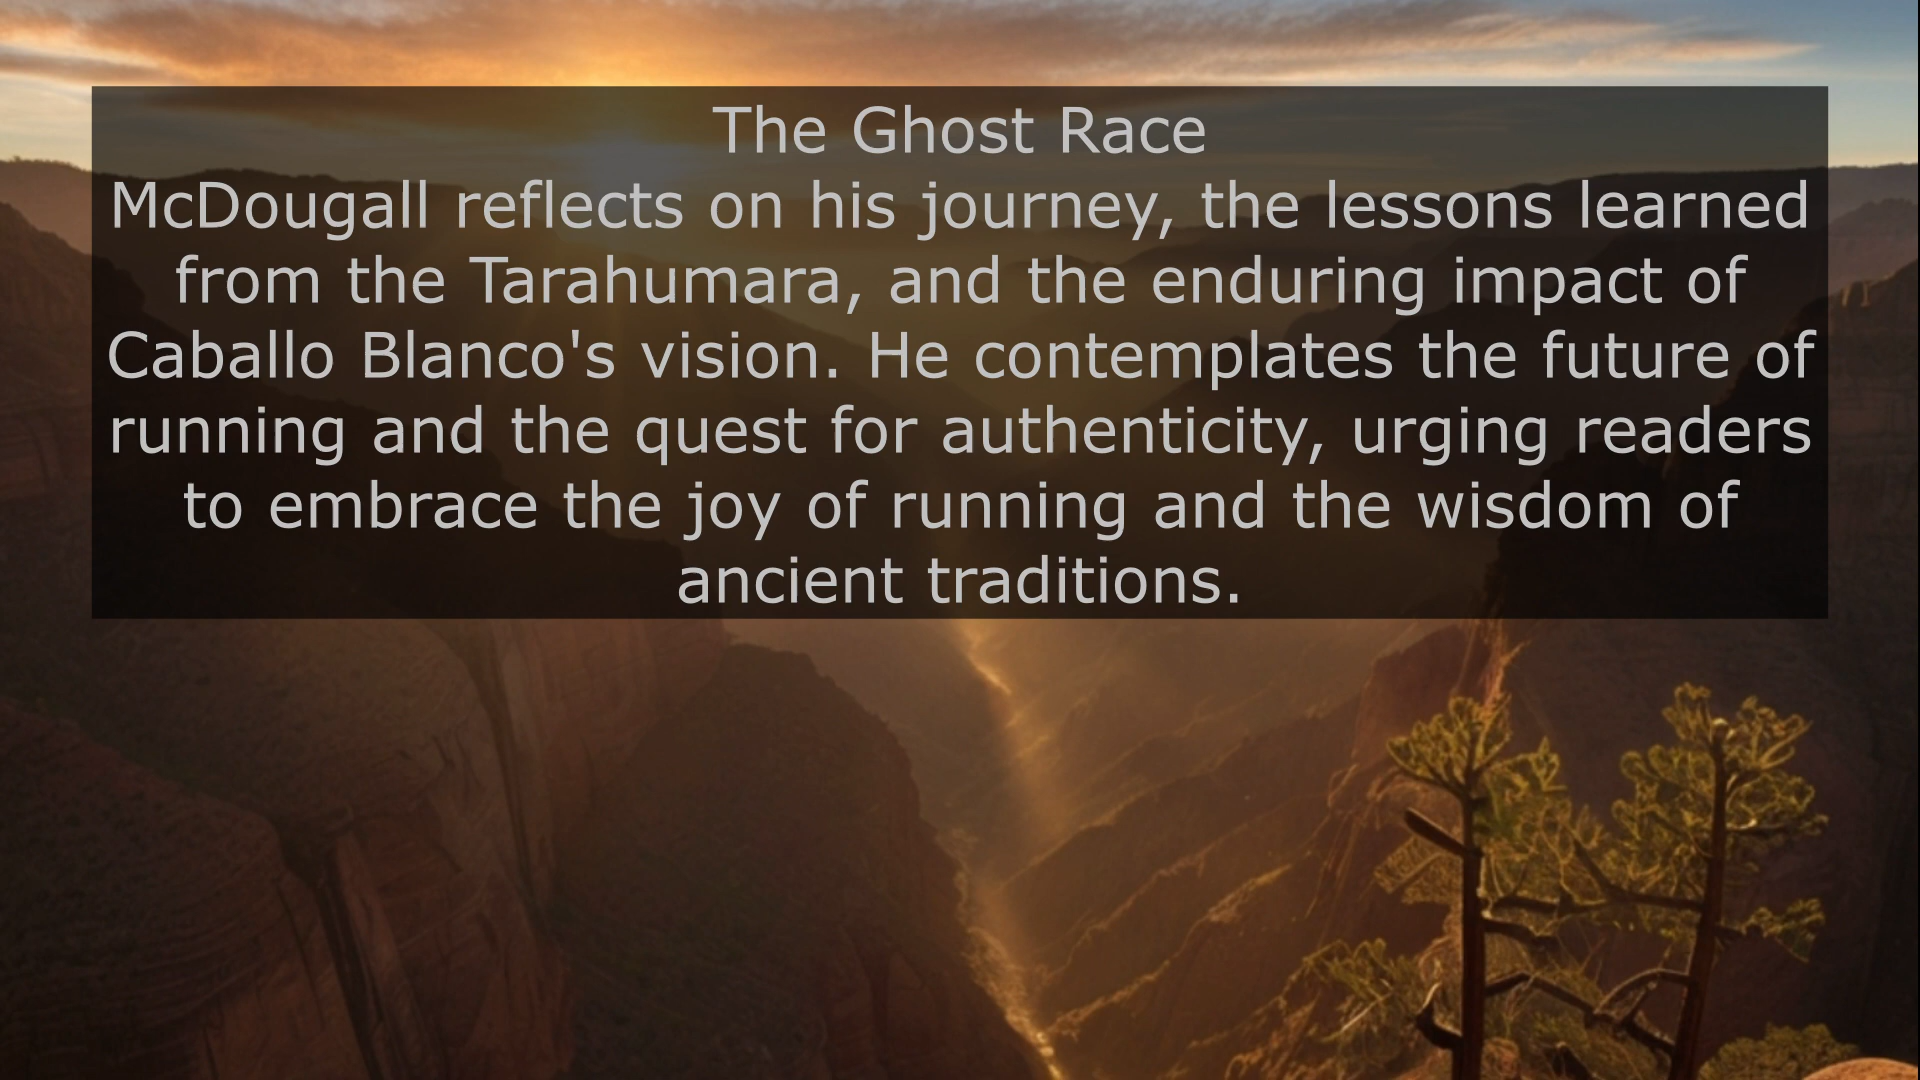 The Ghost Race
McDougall reflects on his journey, the lessons learned
from the Tarahumara, and the enduring impact of
Caballo Blanco's vision. He contemplates the future of
running and the quest for authenticity, urging readers
to embrace the joy of running and the wisdom of
ancient traditions.